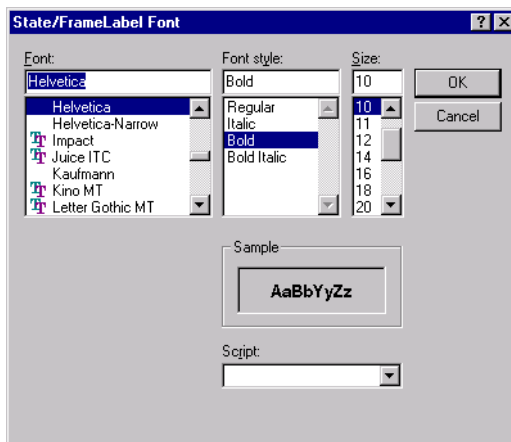 State/FrameLabel Font
Font:
Helvetica
Helvetica
Helvetica-Narrow
Impact
Juice ITC
Kaufmann
Kino MT
Letter Gothic MT
Font style:
Bold
Regular
Italic
Bold
Bold Italic
Size:
10
10
11
12
14
16
18
20
OK
Cancel
Sample
AaBbYyZz
Script: